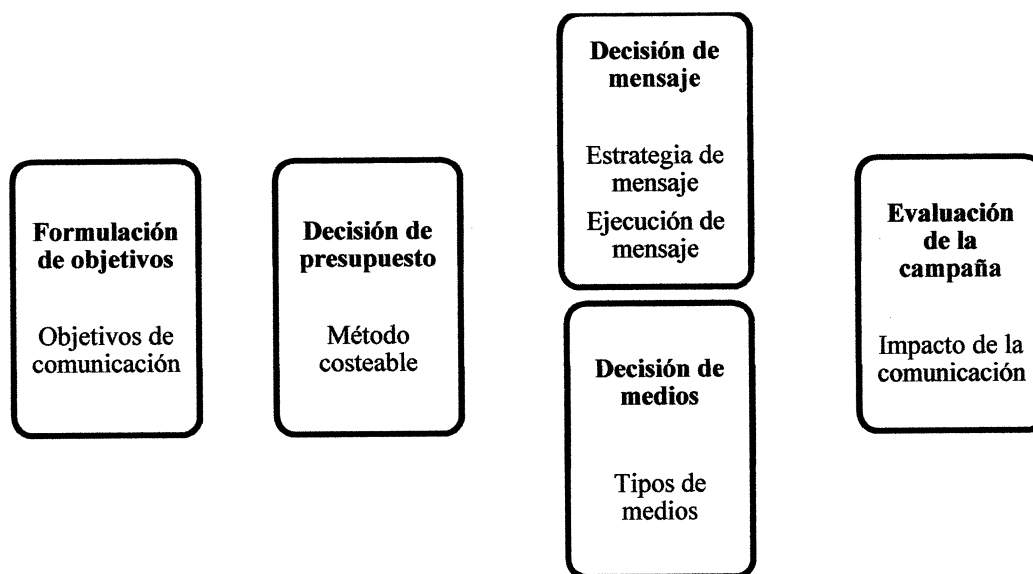 Formulación
de objetivos
Objetivos de
comunicación
Decisión de
presupuesto
Método
costeable
Decisión de
mensaje
Estrategia de
mensaje
Ejecución de
mensaje
Decisión de
medios
Tipos de
medios
Evaluación
de la
campaña
Impacto de la
comunicación